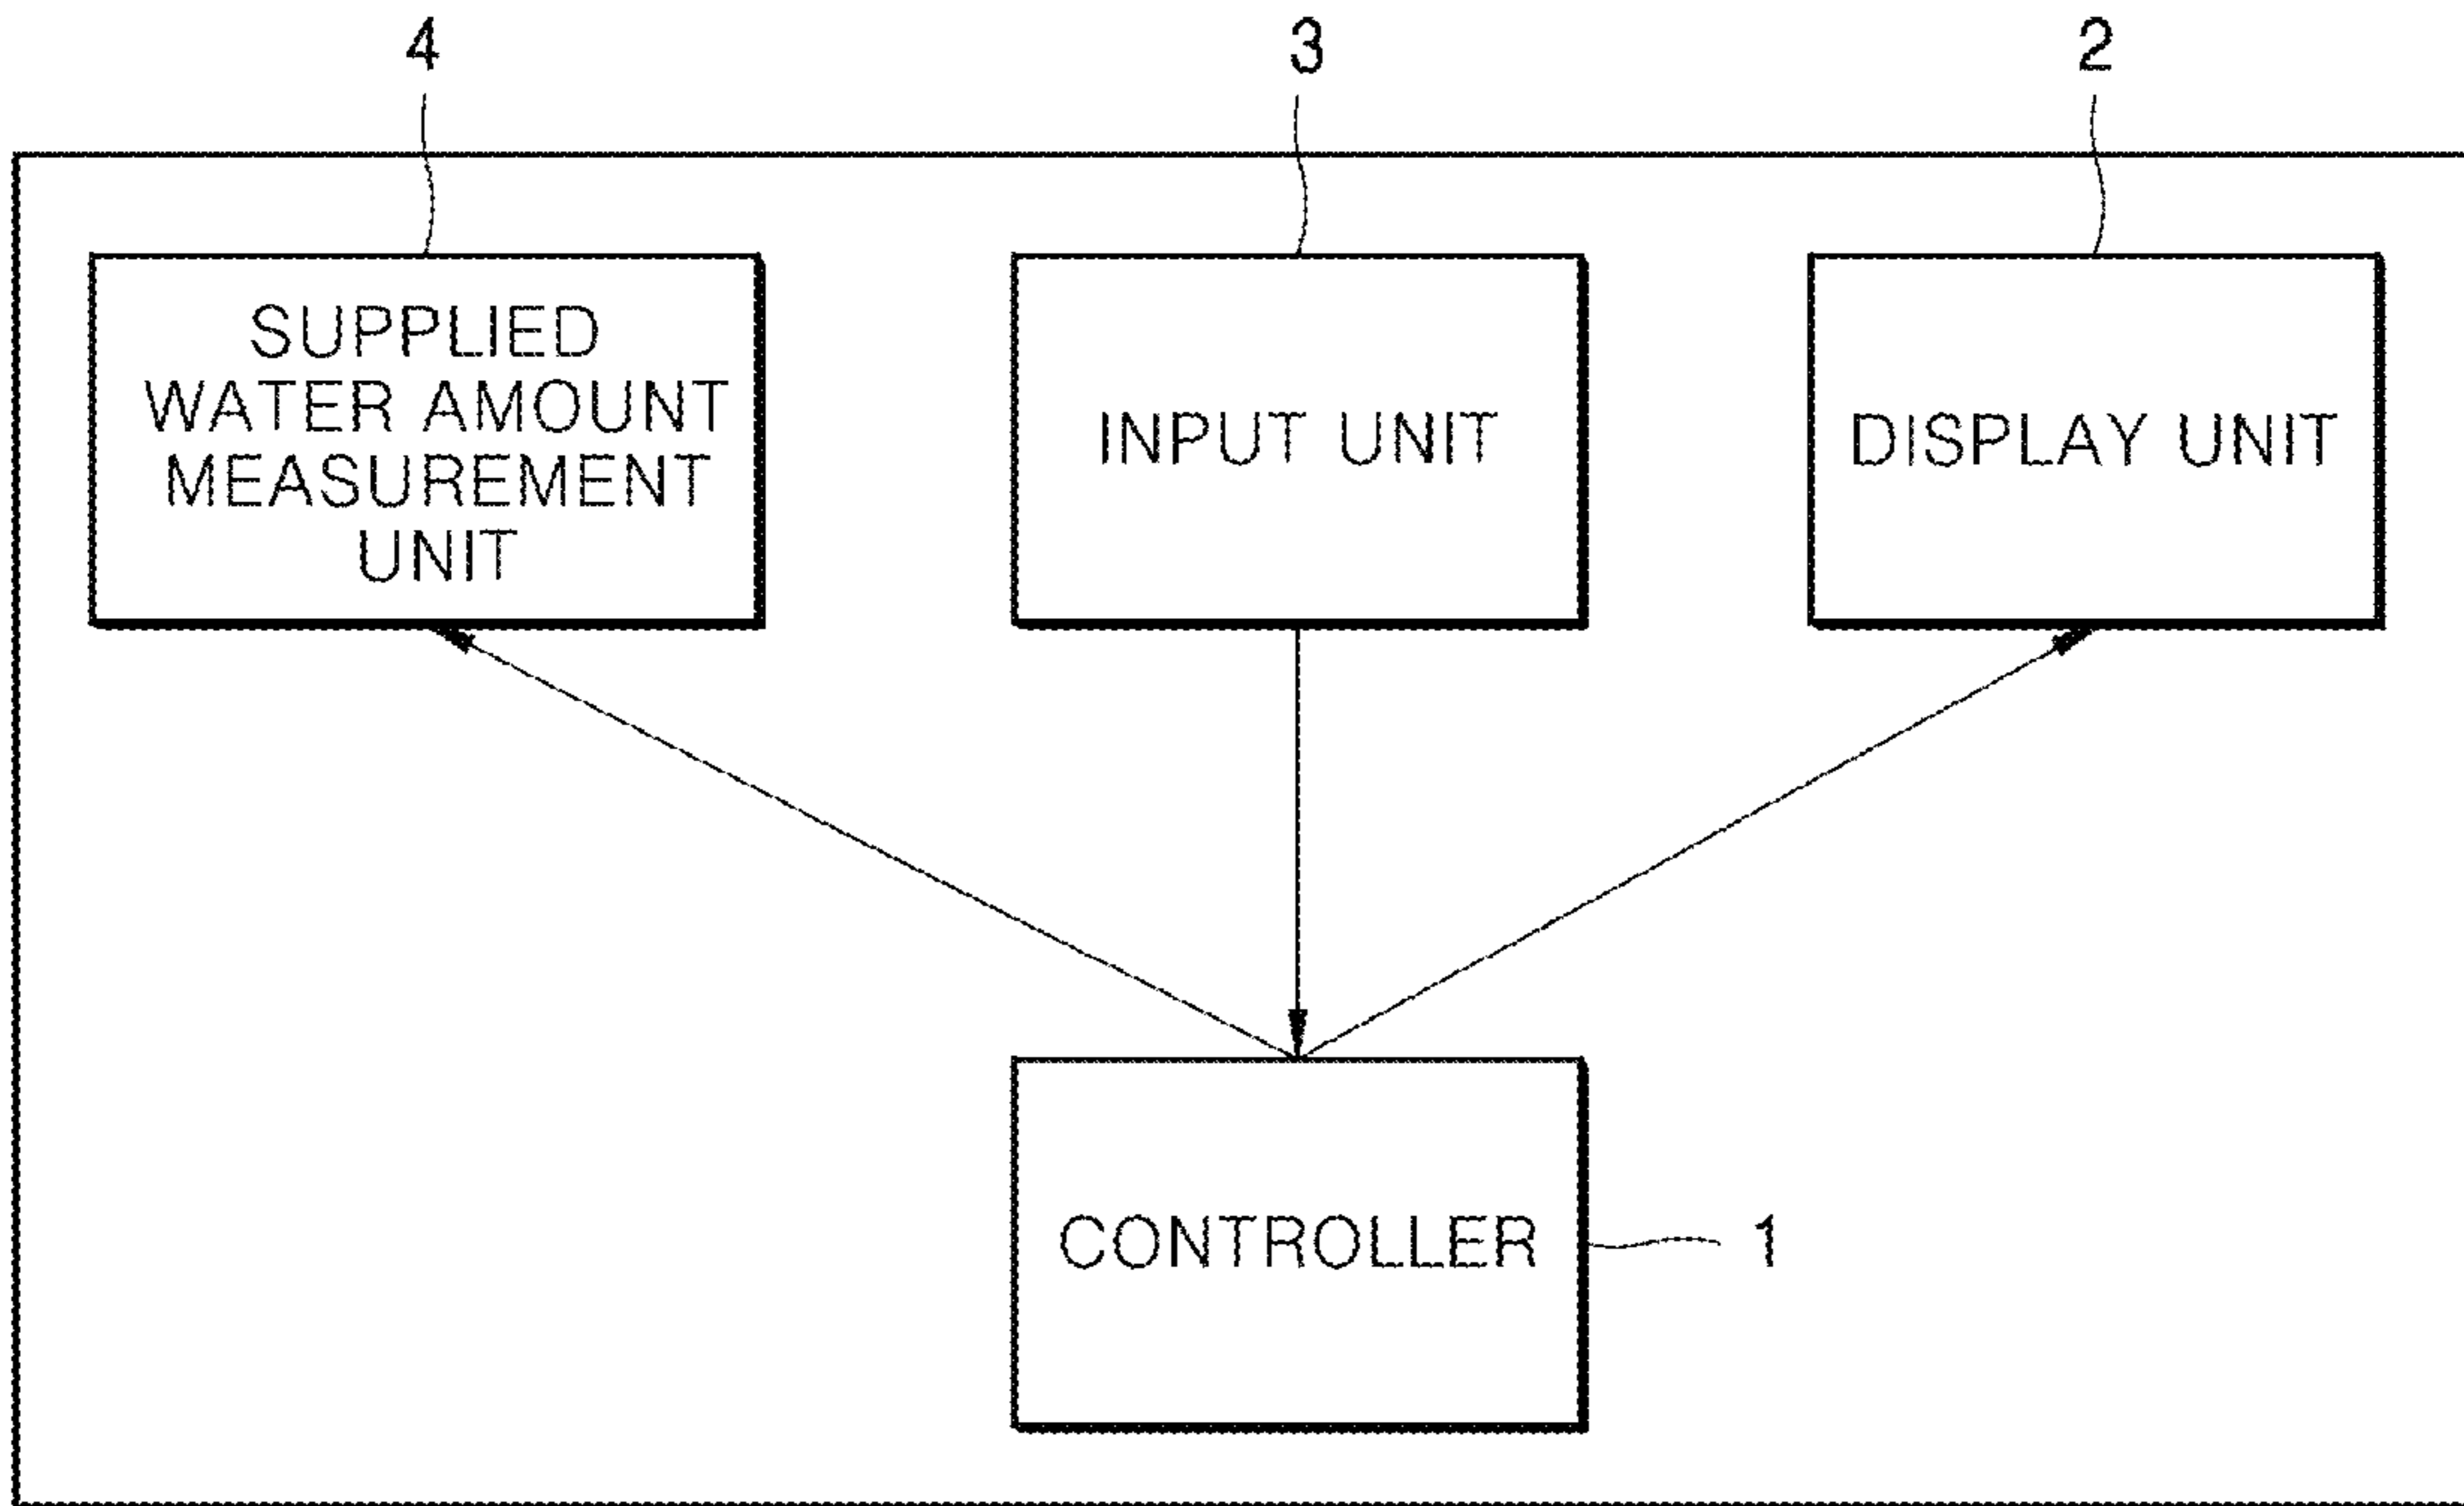 4
3
2
SUPPLIED
WATER AMOUNT
MEASUREMENT
UNIT
INPUT UNIT
DISPLAY UNIT
CONTROLLER
1